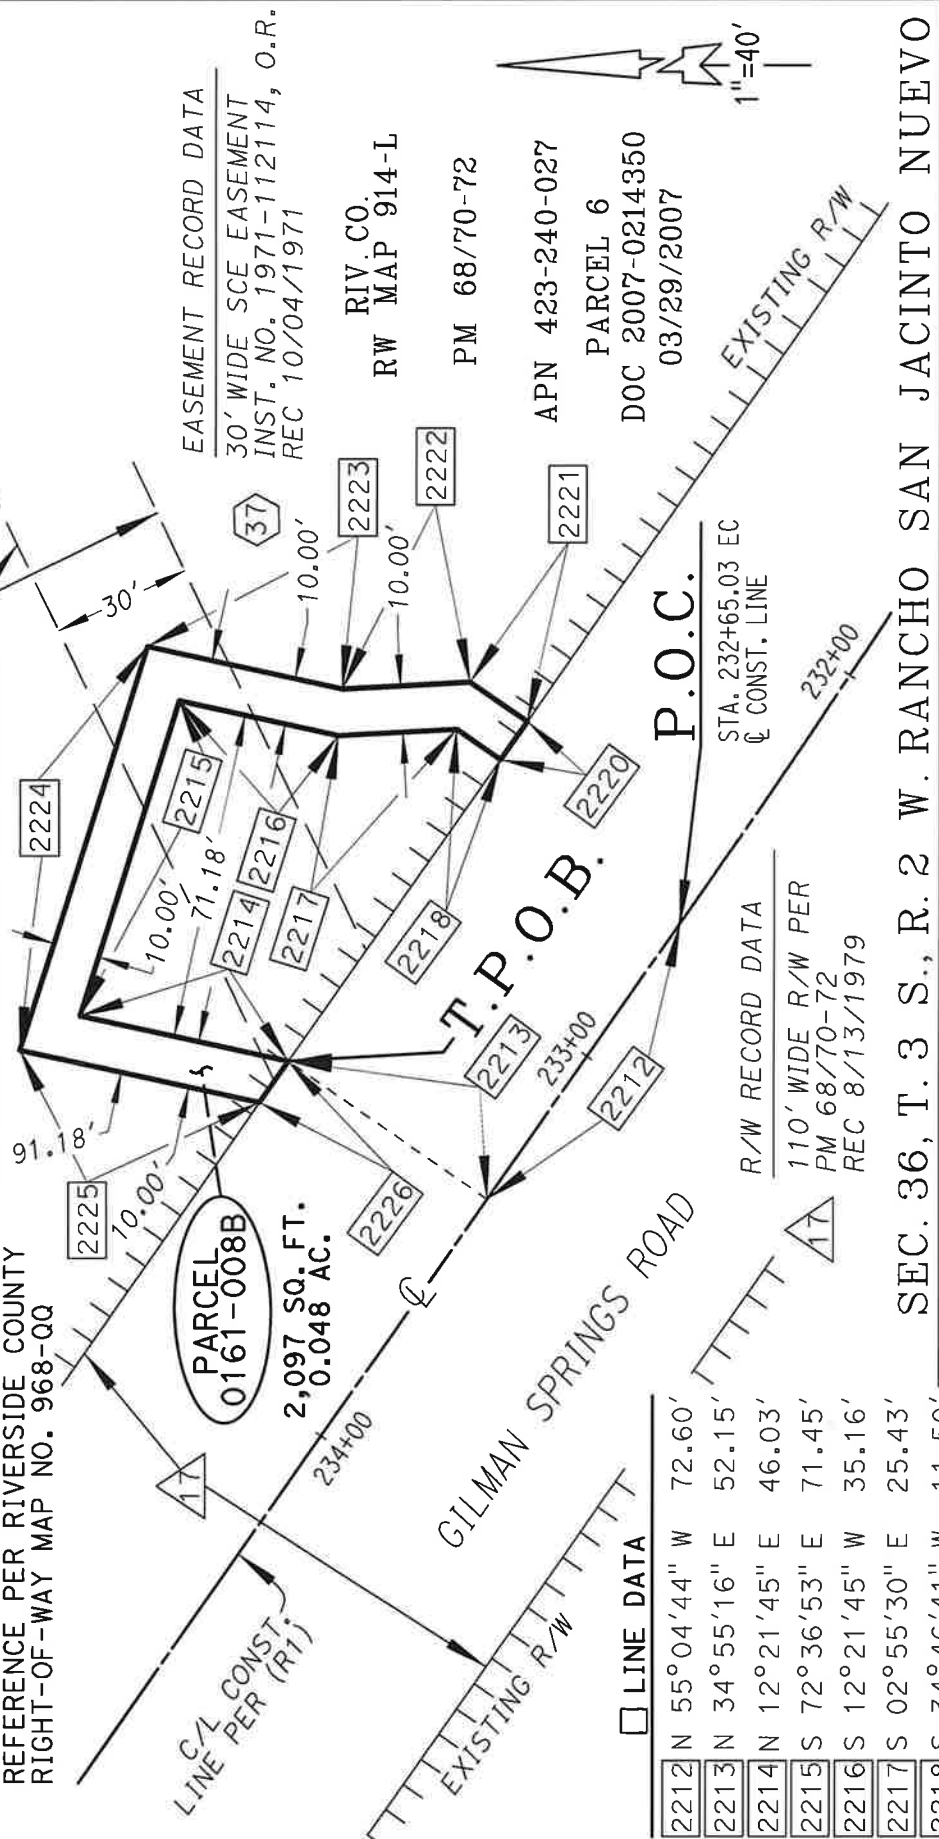 REFERENCE PER RIVERSIDE COUNTY
RIGHT-OF-WAY MAP NO. 968-QQ
EASEMENT RECORD DATA
30' WIDE SCE EASEMENT
INST. NO. 1971-112114, O.R.
REC 10/04/1971
RIV. CO.
RW MAP 914-L
PM 68/70-72
APN 423-240-027
PARCEL 6
DOC 2007-0214350
03/29/2007
1"=40'
37
30'
2224
2223
10.00'
2222
10.00'
2221
2215
10.00'
71.18'
2214
2216
2217
2218
2220
91.18'
2225
10.00'
2226
PARCEL
0161-008B
2,097 SQ. FT.
0.048 AC.
T.P.O.B.
2213
2212
P.O.C.
STA. 232+65.03 EC
℄ CONST. LINE
232+00
233+00
234+00
℄
EXISTING R/W
17
C/L CONST.
LINE PER (R1)
GILMAN SPRINGS ROAD
EXISTING R/W
R/W RECORD DATA
110' WIDE R/W PER
PM 68/70-72
REC 8/13/1979
17
LINE DATA
2212 N 55°04'44" W 72.60'
2213 N 34°55'16" E 52.15'
2214 N 12°21'45" E 46.03'
2215 S 72°36'53" E 71.45'
2216 S 12°21'45" W 35.16'
2217 S 02°55'30" E 25.43'
2218 S 34°46'41" W 11.50'
SEC. 36, T. 3 S., R. 2 W. RANCHO SAN JACINTO NUEVO